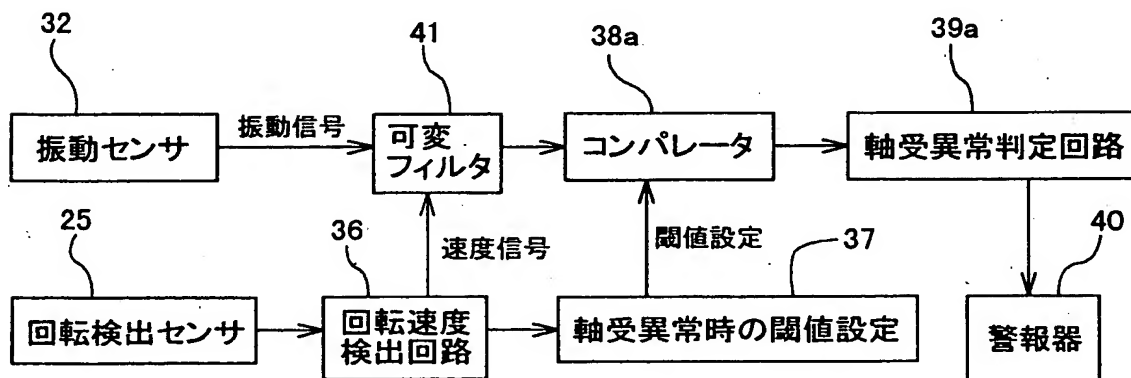 32
41
38a
39a
振動センサ
振動信号
可変
フィルタ
コンパレータ
軸受異常判定回路
25
36
速度信号
閾値設定
37
40
回転検出センサ
回転速度
検出回路
軸受異常時の閾値設定
警報器